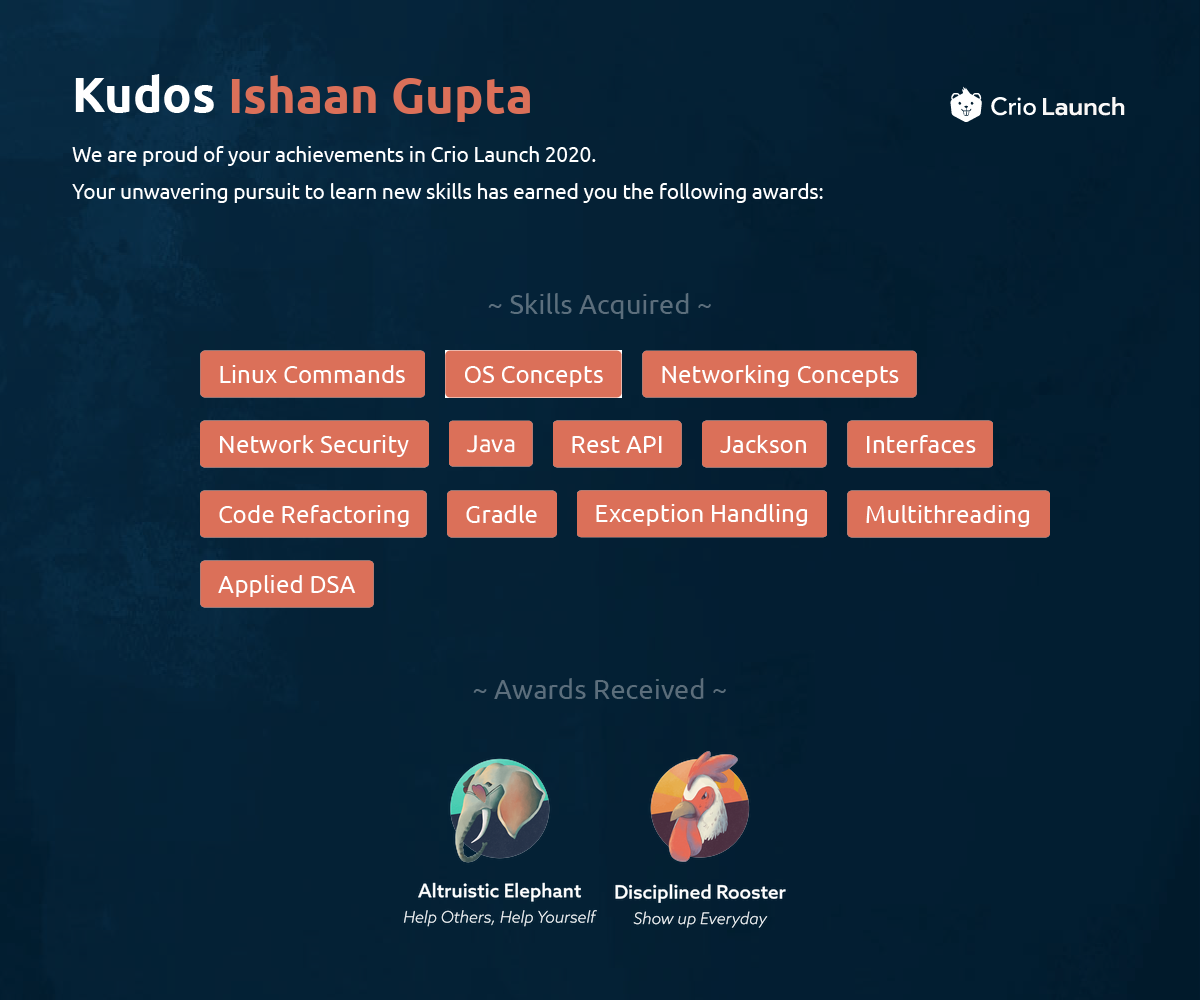 Kudos Ishaan Gupta
Crio Launch
We are proud of your achievements in Crio Launch 2020.
Your unwavering pursuit to learn new skills has earned you the following awards:
~ Skills Acquired ~
Linux Commands OS Concepts Networking Concepts
Network Security Java Rest API Jackson Interfaces
Code Refactoring Gradle Exception Handling Multithreading
Applied DSA
~ Awards Received ~
Altruistic Elephant Disciplined Rooster
Help Others, Help Yourself Show up Everyday